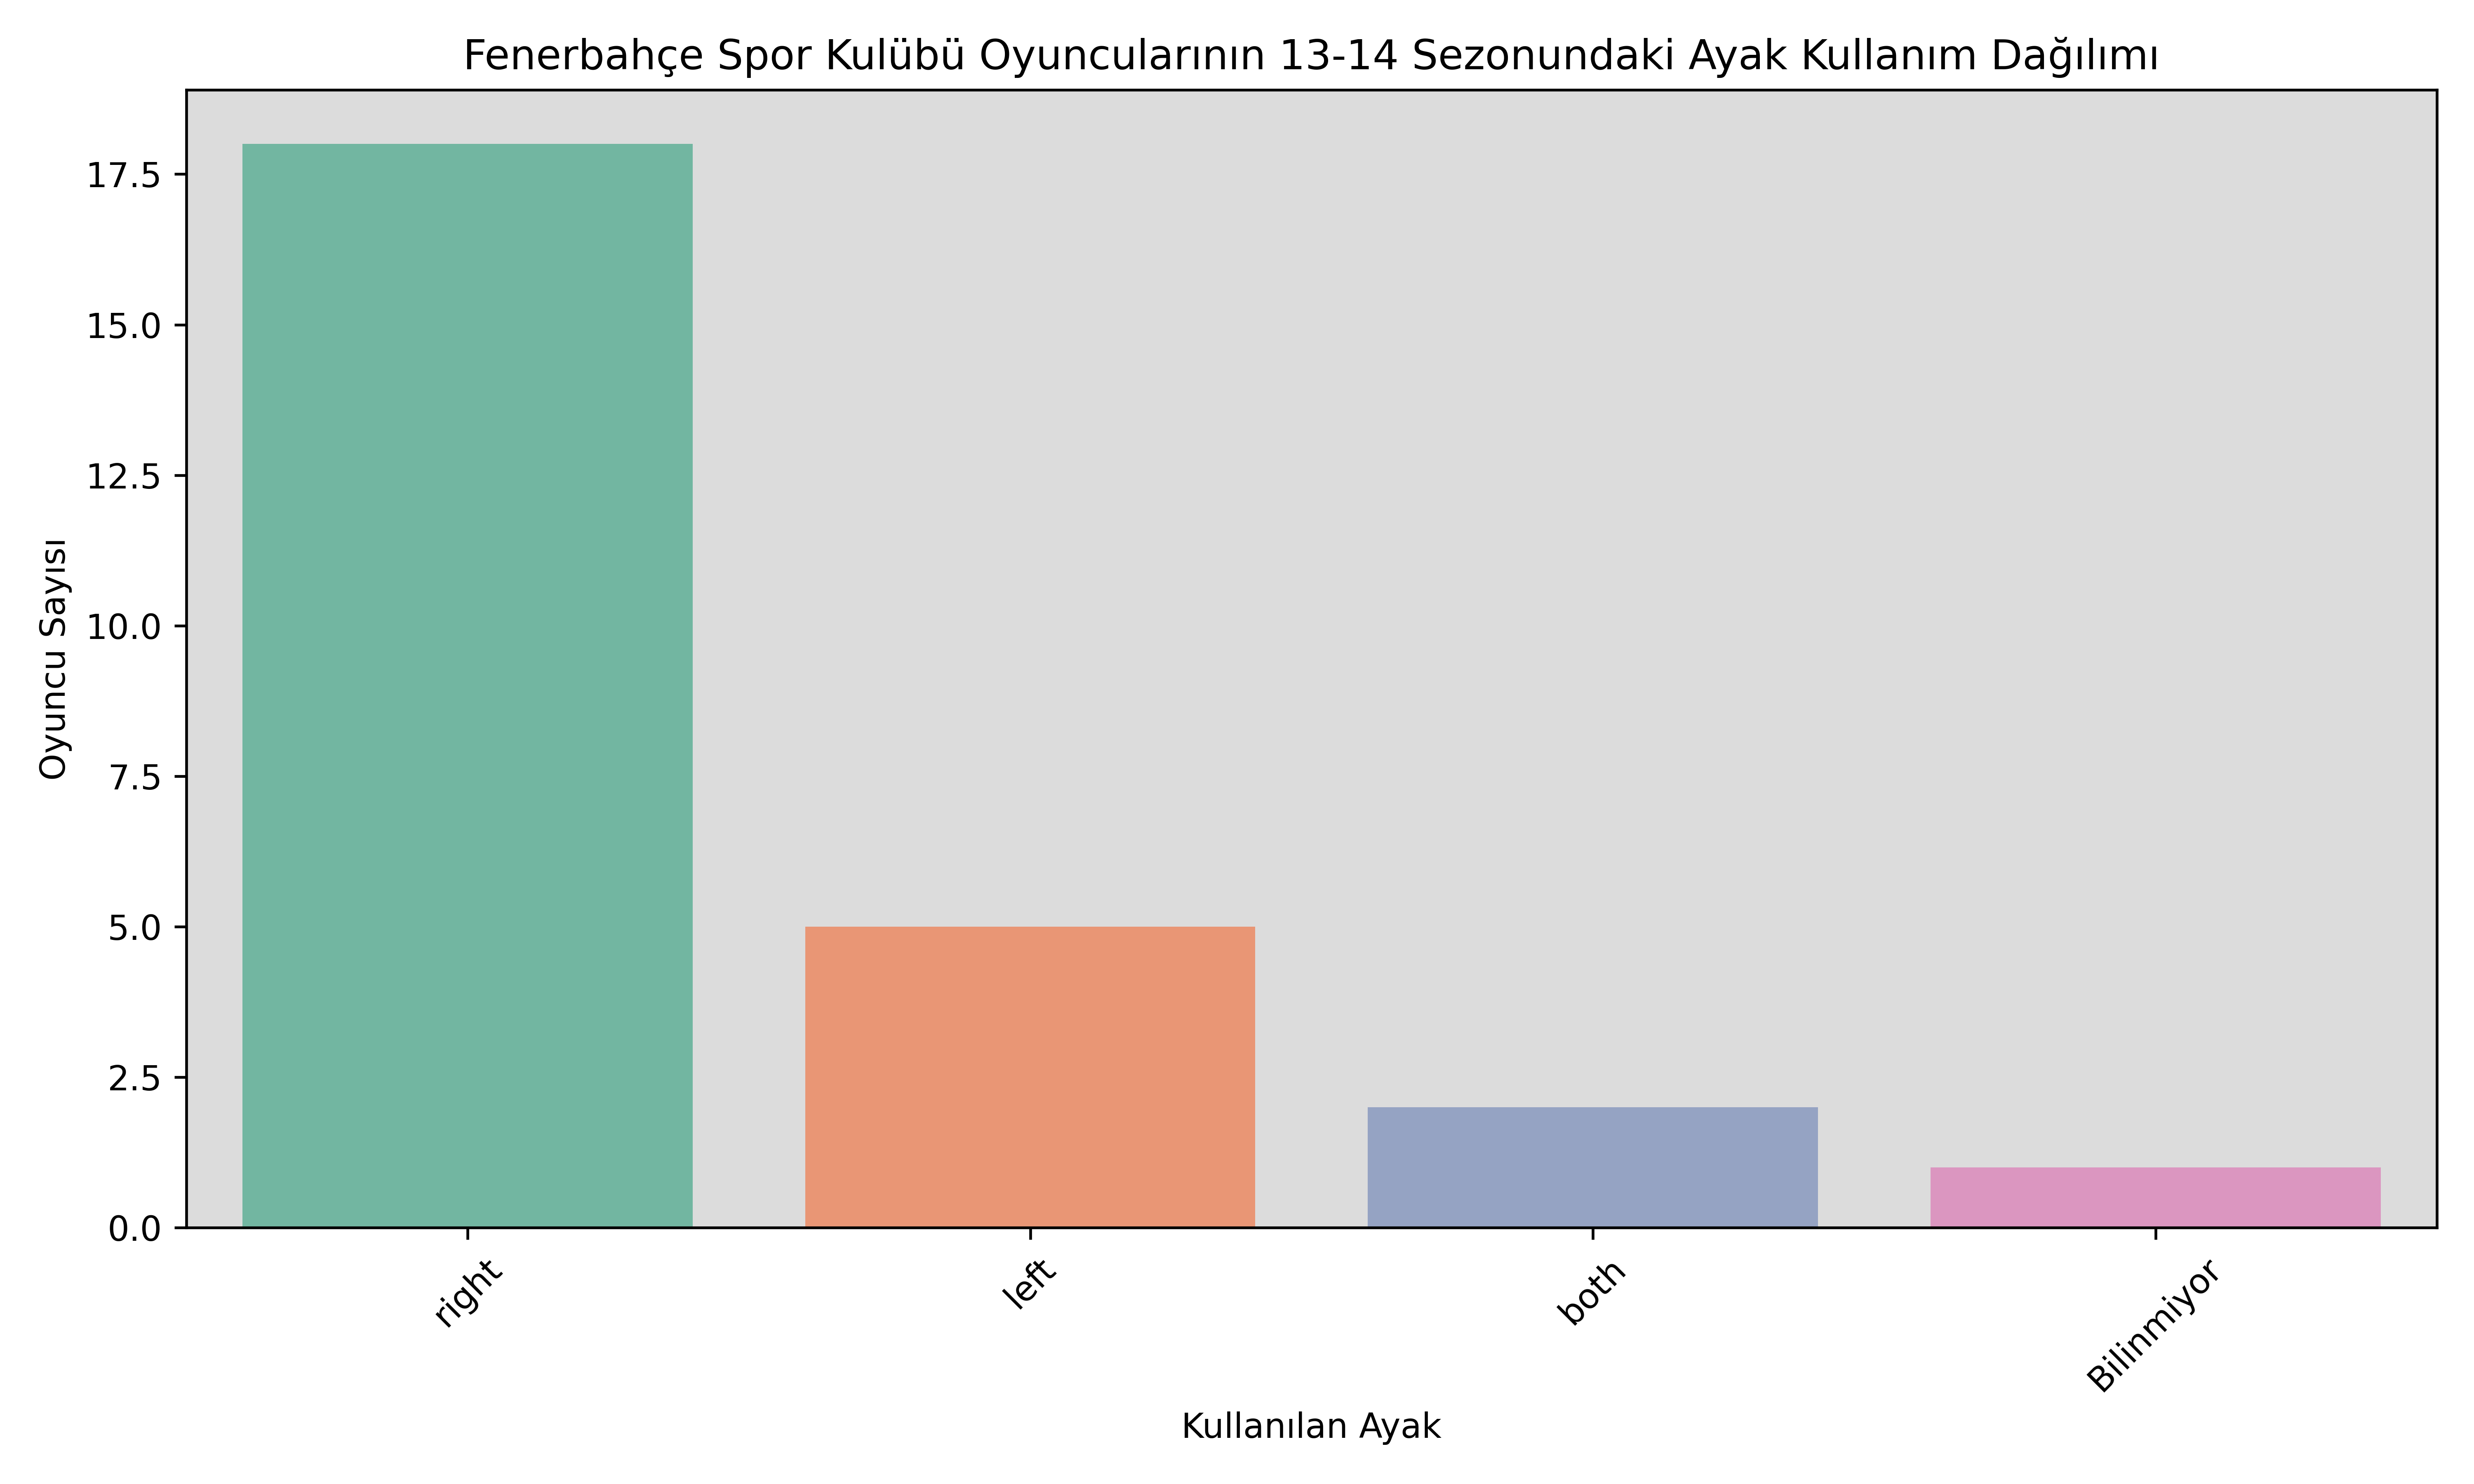 Fenerbahçe Spor Kulübü Oyuncularının 13-14 Sezonundaki Ayak Kullanım Dağılımı
Oyuncu Sayısı
17.5
15.0
12.5
10.0
7.5
5.0
2.5
0.0
right
left
both
Bilinmiyor
Kullanılan Ayak